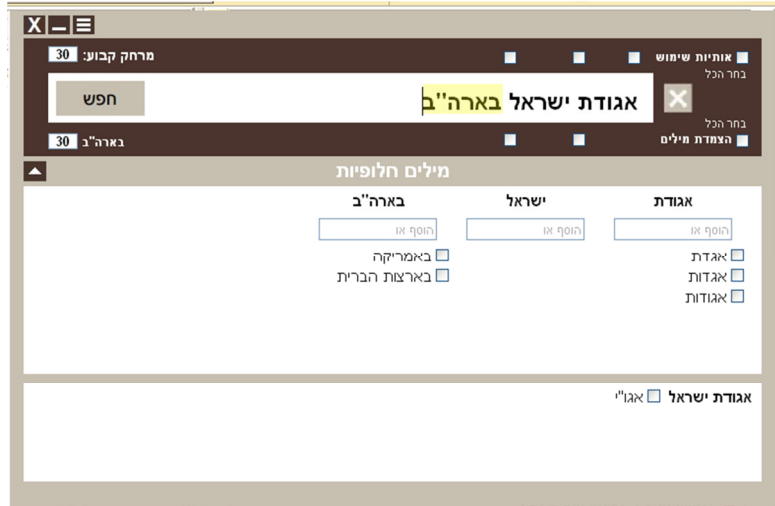 X
אותיות שימוש מרחק קבוע: 30
בחר הכל
אגודת ישראל בארה''ב חפש
בחר הכל
הצמדת מילים בארה"ב 30
מילים חלופיות
אגודת ישראל בארה''ב
הוסף או הוסף או הוסף או
אגדת באמריקה
אגדות בארצות הברית
אגודות
אגודת ישראל אגו"י